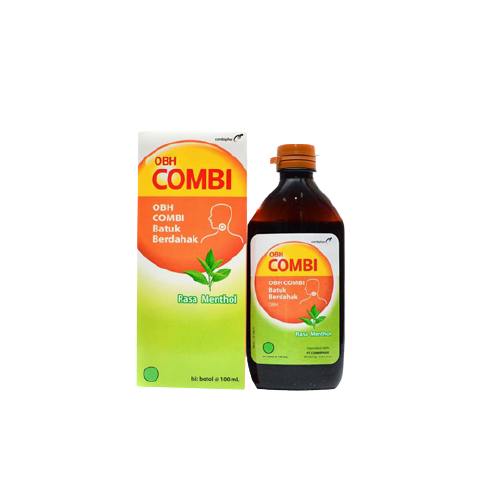 combiphar
OBH
COMBI
OBH
COMBI
Batuk
Berdahak
Rasa Menthol
Isi: botol @ 100 mL
combiphar
OBH
COMBI
OBH COMBI
Batuk
Berdahak
OBH
Rasa Menthol
PT COMBIPHAR